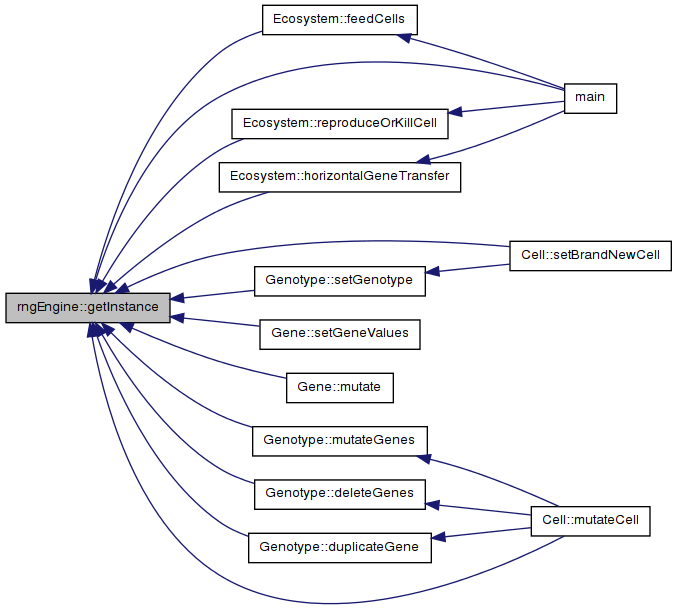 Ecosystem::feedCells
main
Ecosystem::reproduceOrKillCell
Ecosystem::horizontalGeneTransfer
Cell::setBrandNewCell
Genotype::setGenotype
rngEngine::getInstance
Gene::setGeneValues
Gene::mutate
Genotype::mutateGenes
Genotype::deleteGenes
Cell::mutateCell
Genotype::duplicateGene